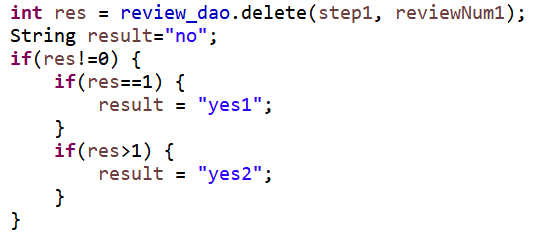 int res = review_dao.delete(step1, reviewNum1);
String result="no";
if(res!=0) {
    if(res==1) {
        result = "yes1";
    }
    if(res>1) {
        result = "yes2";
    }
}